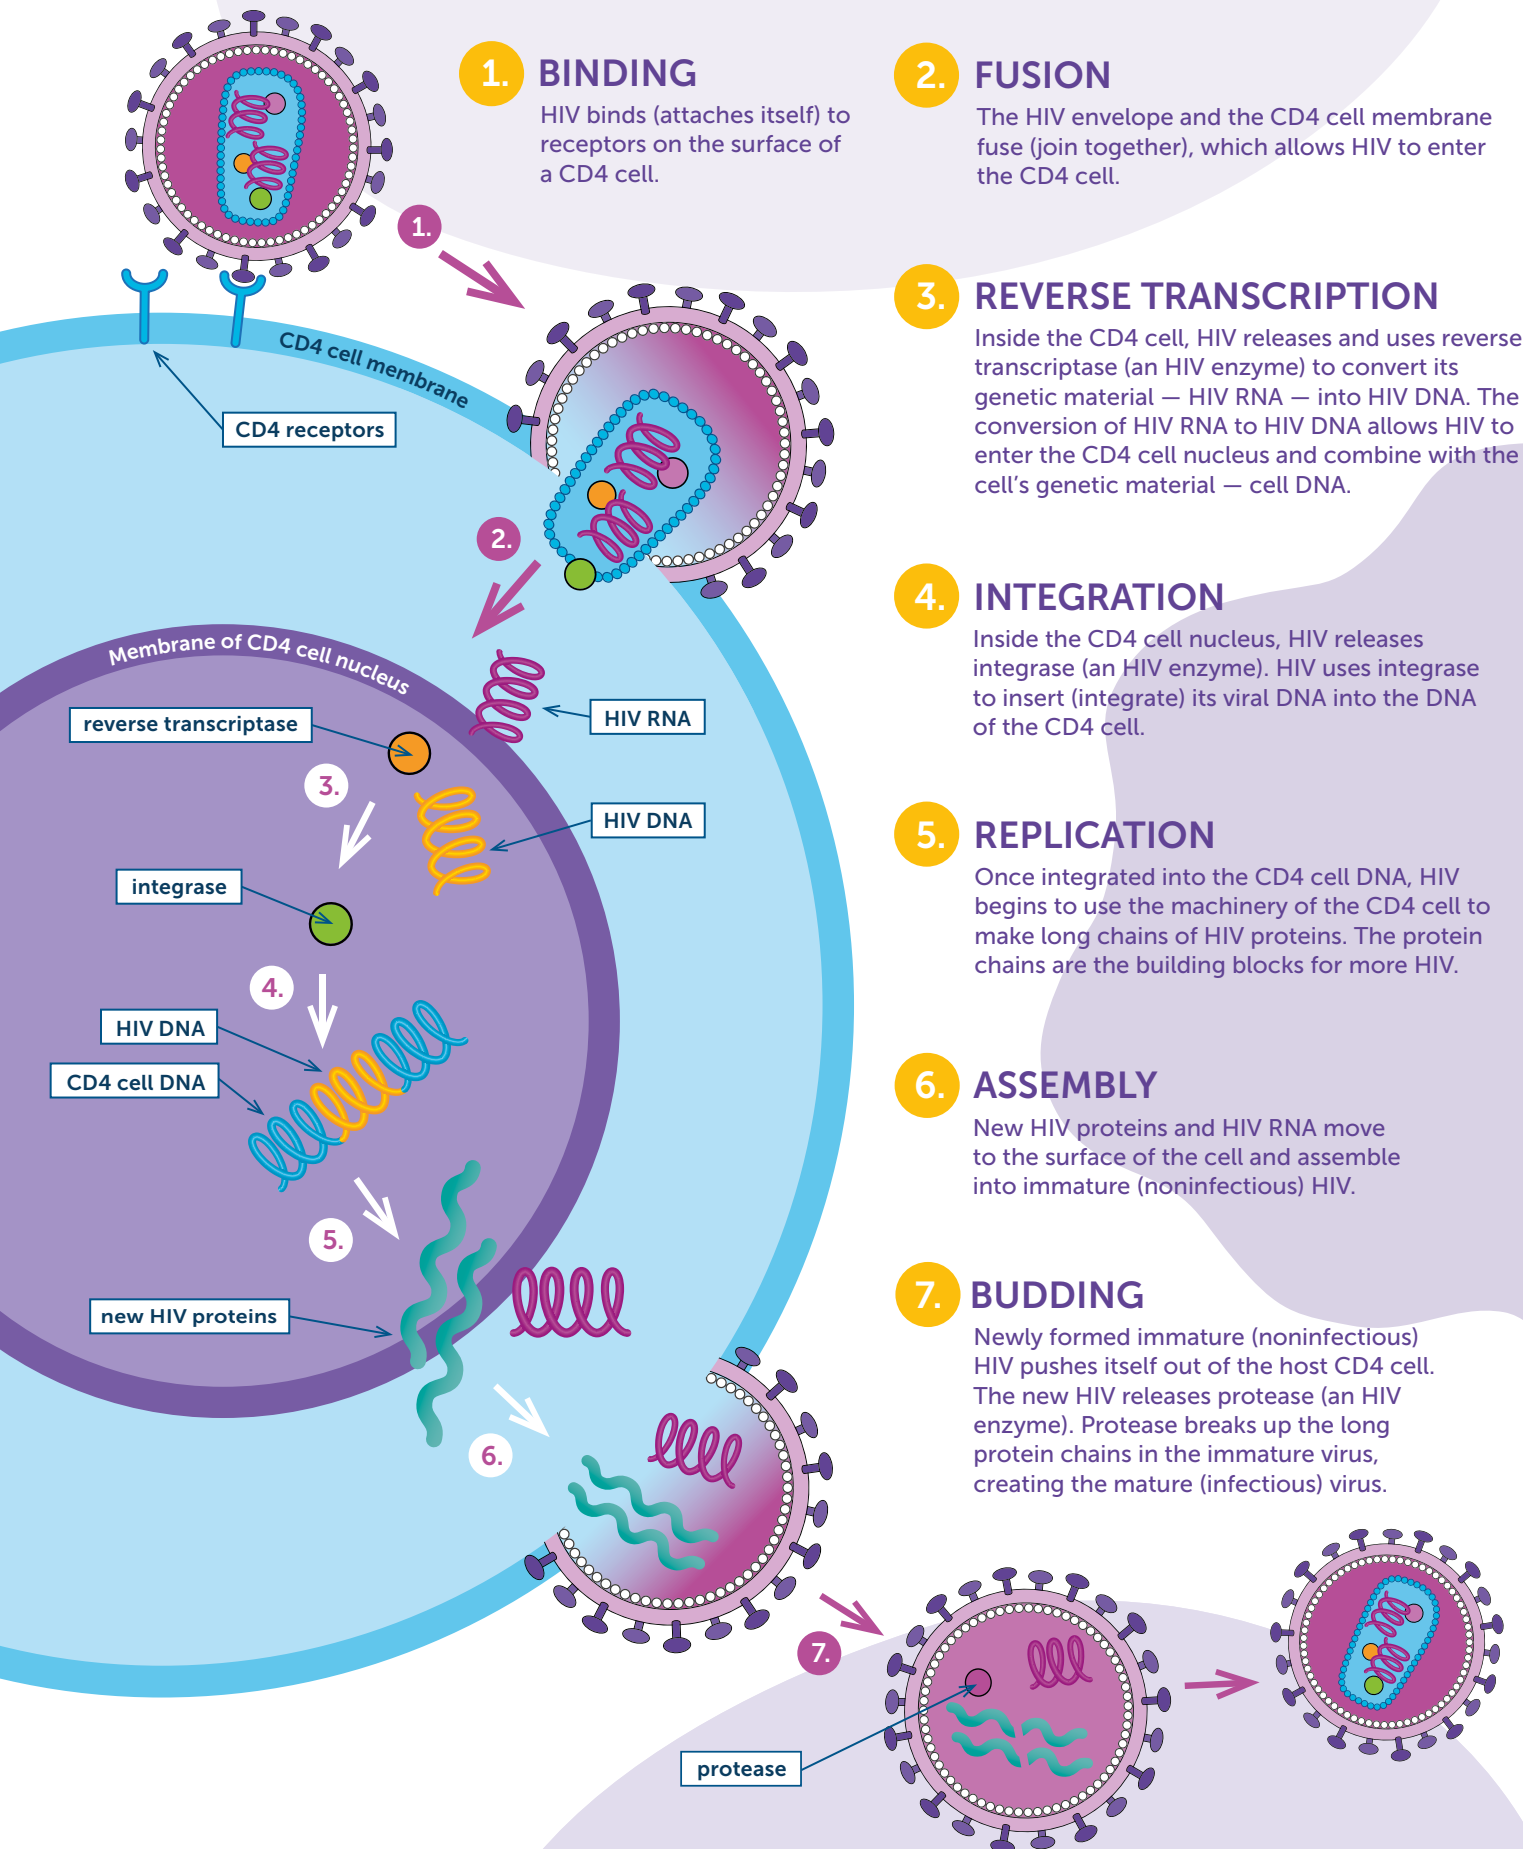 1. BINDING
HIV binds (attaches itself) to
receptors on the surface of
a CD4 cell.
2. FUSION
The HIV envelope and the CD4 cell membrane
fuse (join together), which allows HIV to enter
the CD4 cell.
3. REVERSE TRANSCRIPTION
Inside the CD4 cell, HIV releases and uses reverse
transcriptase (an HIV enzyme) to convert its
genetic material — HIV RNA — into HIV DNA. The
conversion of HIV RNA to HIV DNA allows HIV to
enter the CD4 cell nucleus and combine with the
cell’s genetic material — cell DNA.
4. INTEGRATION
Inside the CD4 cell nucleus, HIV releases
integrase (an HIV enzyme). HIV uses integrase
to insert (integrate) its viral DNA into the DNA
of the CD4 cell.
5. REPLICATION
Once integrated into the CD4 cell DNA, HIV
begins to use the machinery of the CD4 cell to
make long chains of HIV proteins. The protein
chains are the building blocks for more HIV.
6. ASSEMBLY
New HIV proteins and HIV RNA move
to the surface of the cell and assemble
into immature (noninfectious) HIV.
7. BUDDING
Newly formed immature (noninfectious)
HIV pushes itself out of the host CD4 cell.
The new HIV releases protease (an HIV
enzyme). Protease breaks up the long
protein chains in the immature virus,
creating the mature (infectious) virus.
1.
CD4 cell membrane
CD4 receptors
2.
Membrane of CD4 cell nucleus
HIV RNA
reverse transcriptase
3.
HIV DNA
integrase
4.
HIV DNA
CD4 cell DNA
5.
new HIV proteins
6.
7.
protease